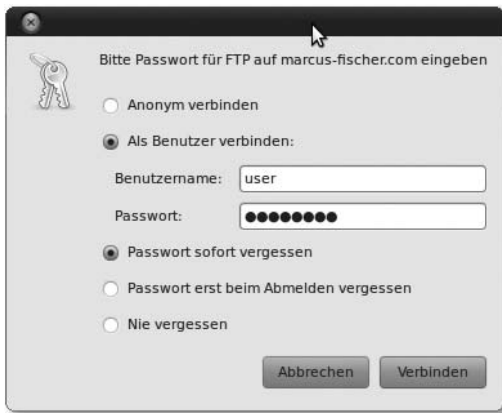 Bitte Passwort für FTP auf marcus-fischer.com eingeben
Anonym verbinden
Als Benutzer verbinden:
Benutzername: user
Passwort: ●●●●●●●●
Passwort sofort vergessen
Passwort erst beim Abmelden vergessen
Nie vergessen
Abbrechen Verbinden